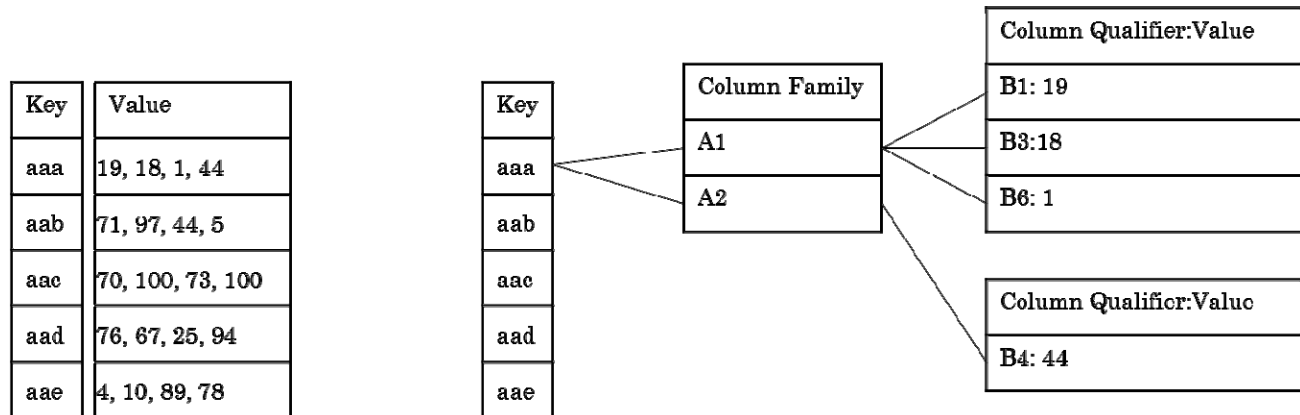 Key
Value
aaa
19, 18, 1, 44
aab
71, 97, 44, 5
aac
70, 100, 73, 100
aad
76, 67, 25, 94
aae
4, 10, 89, 78
Key
aaa
aab
aac
aad
aae
Column Family
A1
A2
Column Qualifier:Value
B1: 19
B3:18
B6: 1
Column Qualifier:Value
B4: 44